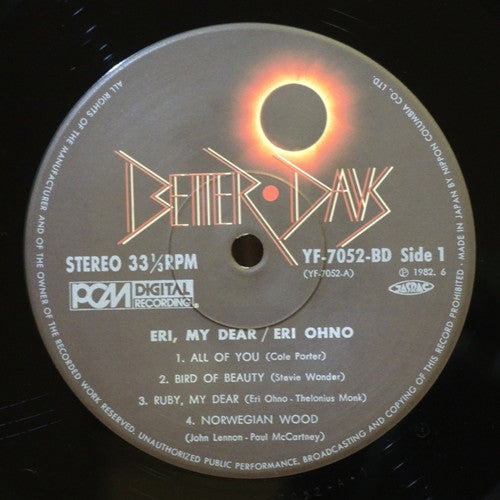 BETTER·DAYS
STEREO 33⅓RPM
YF-7052-BD Side 1
(YF-7052-A)
Ⓟ 1982. 6
PCM DIGITAL
RECORDING
JASRAC
ERI, MY DEAR / ERI OHNO
1. ALL OF YOU (Cole Porter)
2. BIRD OF BEAUTY (Stevie Wonder)
3. RUBY, MY DEAR (Eri Ohno - Thelonius Monk)
4. NORWEGIAN WOOD
(John Lennon - Paul McCartney)
ALL RIGHTS OF THE MANUFACTURER AND OF THE OWNER OF THE RECORDED WORK RESERVED. UNAUTHORIZED PUBLIC PERFORMANCE, BROADCASTING AND COPYING OF THIS RECORD PROHIBITED · MADE IN JAPAN BY NIPPON COLUMBIA CO., LTD.